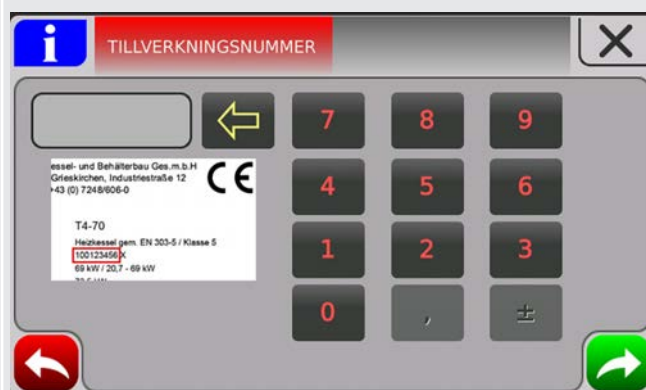 i
TILLVERKNINGSNUMMER
X
7 8 9
essel- und Behälterbau Ges.m.b.H
Grieskirchen, Industriestraße 12
+43 (0) 7248/606-0
CE
4 5 6
T4-70
Heizkessel gem. EN 303-5 / Klasse 5
100123456 X
69 kW / 20,7 - 69 kW
1 2 3
0 , ±